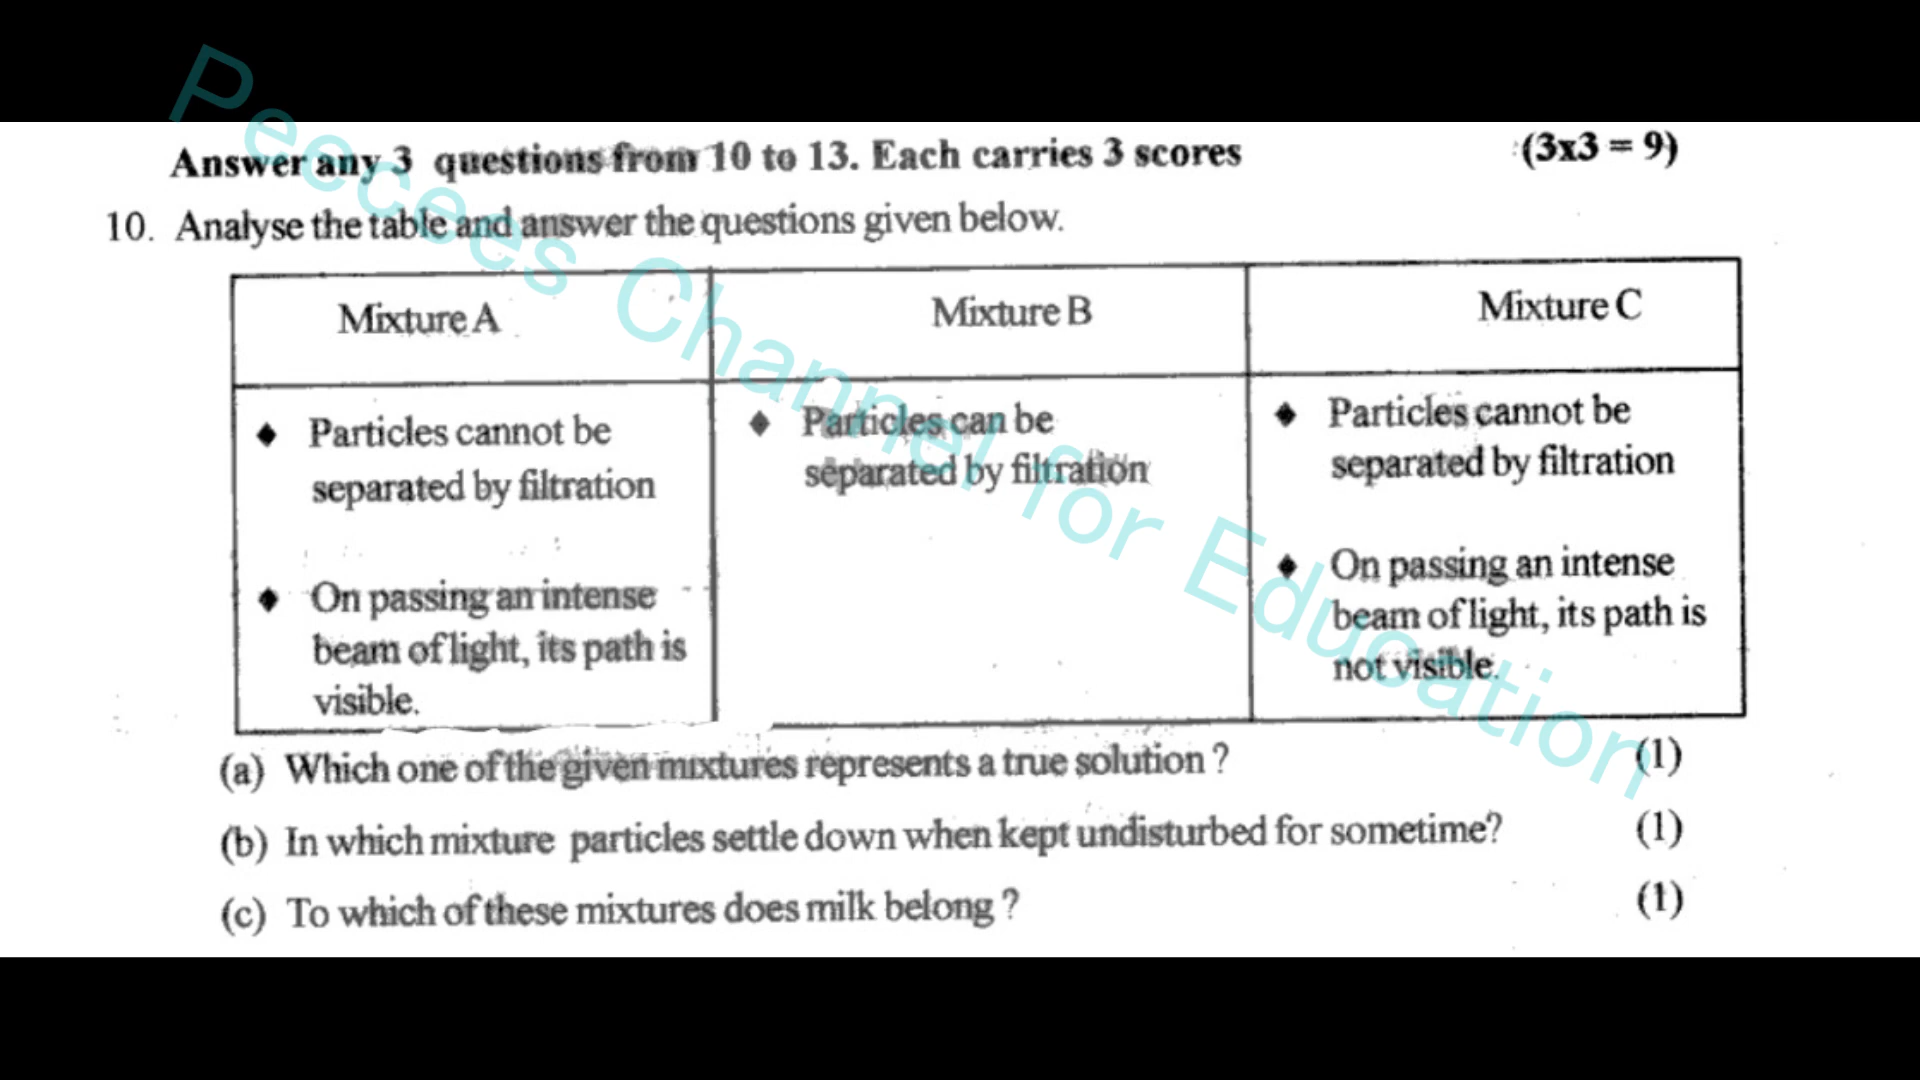 Peecees Channel for Education
Answer any 3 questions from 10 to 13. Each carries 3 scores (3x3 = 9)
10. Analyse the table and answer the questions given below.
Mixture A Mixture B Mixture C
♦ Particles cannot be
separated by filtration
♦ On passing an intense
beam of light, its path is
visible.
♦ Particles can be
separated by filtration
♦ Particles cannot be
separated by filtration
♦ On passing an intense
beam of light, its path is
not visible.
(a) Which one of the given mixtures represents a true solution ? (1)
(b) In which mixture particles settle down when kept undisturbed for sometime? (1)
(c) To which of these mixtures does milk belong ? (1)